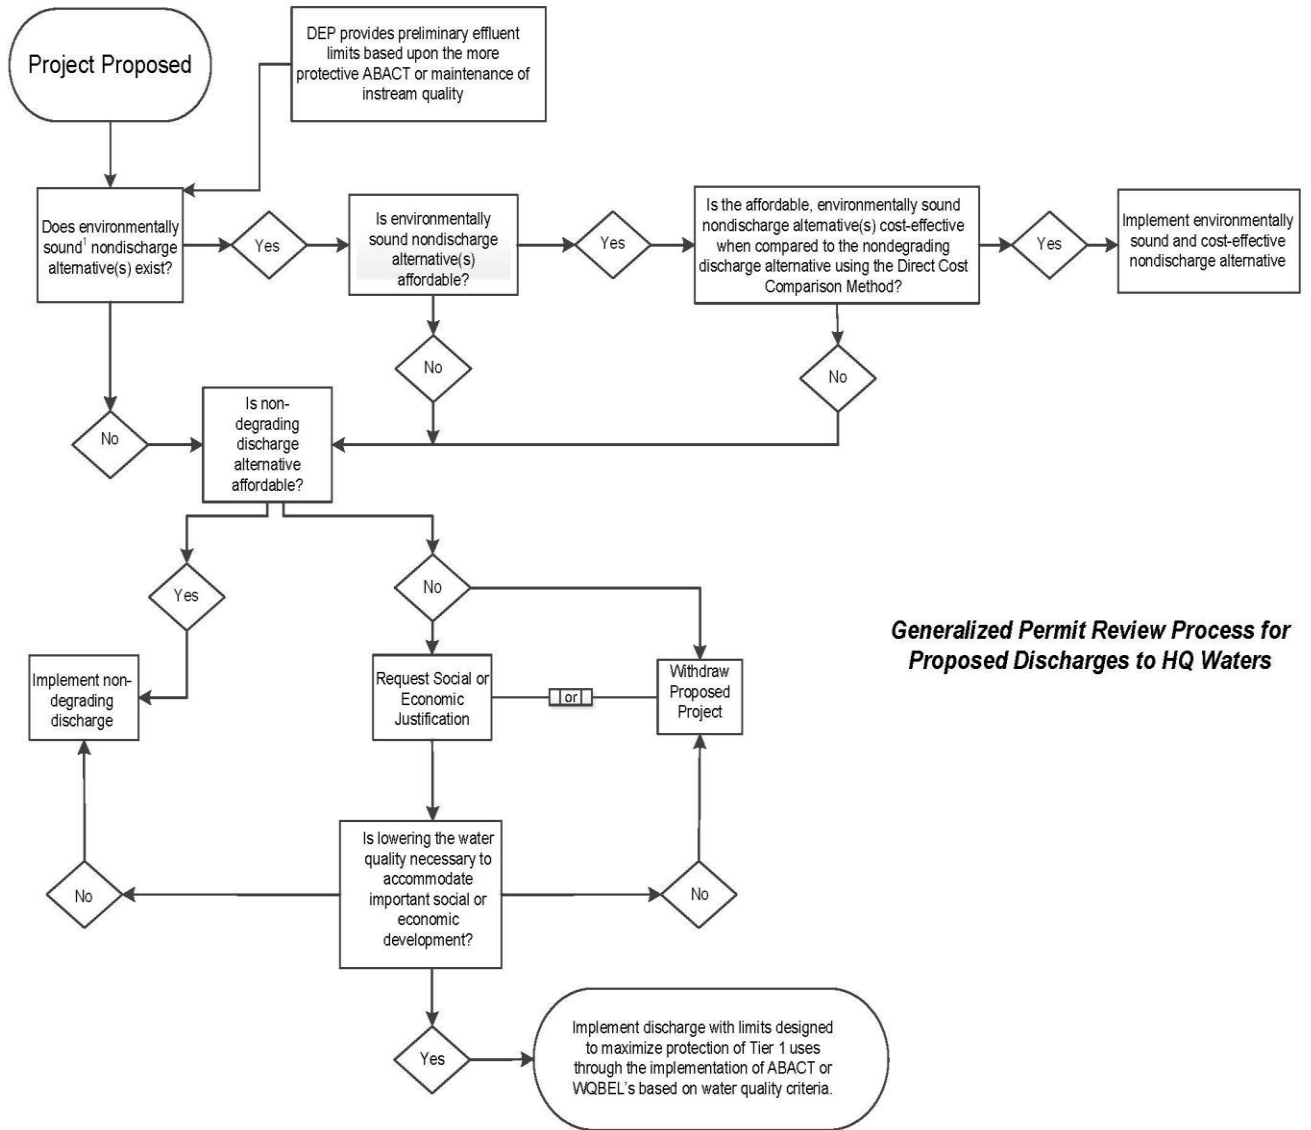 Project Proposed
DEP provides preliminary effluent
limits based upon the more
protective ABACT or maintenance of
instream quality
Does environmentally
sound¹ nondischarge
alternative(s) exist?
Yes
Is environmentally
sound nondischarge
alternative(s)
affordable?
Yes
Is the affordable, environmentally sound
nondischarge alternative(s) cost-effective
when compared to the nondegrading
discharge alternative using the Direct Cost
Comparison Method?
Yes
Implement environmentally
sound and cost-effective
nondischarge alternative
No
No
No
Is non-
degrading
discharge
alternative
affordable?
Yes
No
Generalized Permit Review Process for
Proposed Discharges to HQ Waters
Implement non-
degrading
discharge
Request Social or
Economic
Justification
or
Withdraw
Proposed
Project
No
Is lowering the water
quality necessary to
accommodate
important social or
economic
development?
No
Yes
Implement discharge with limits designed
to maximize protection of Tier 1 uses
through the implementation of ABACT or
WQBEL's based on water quality criteria.